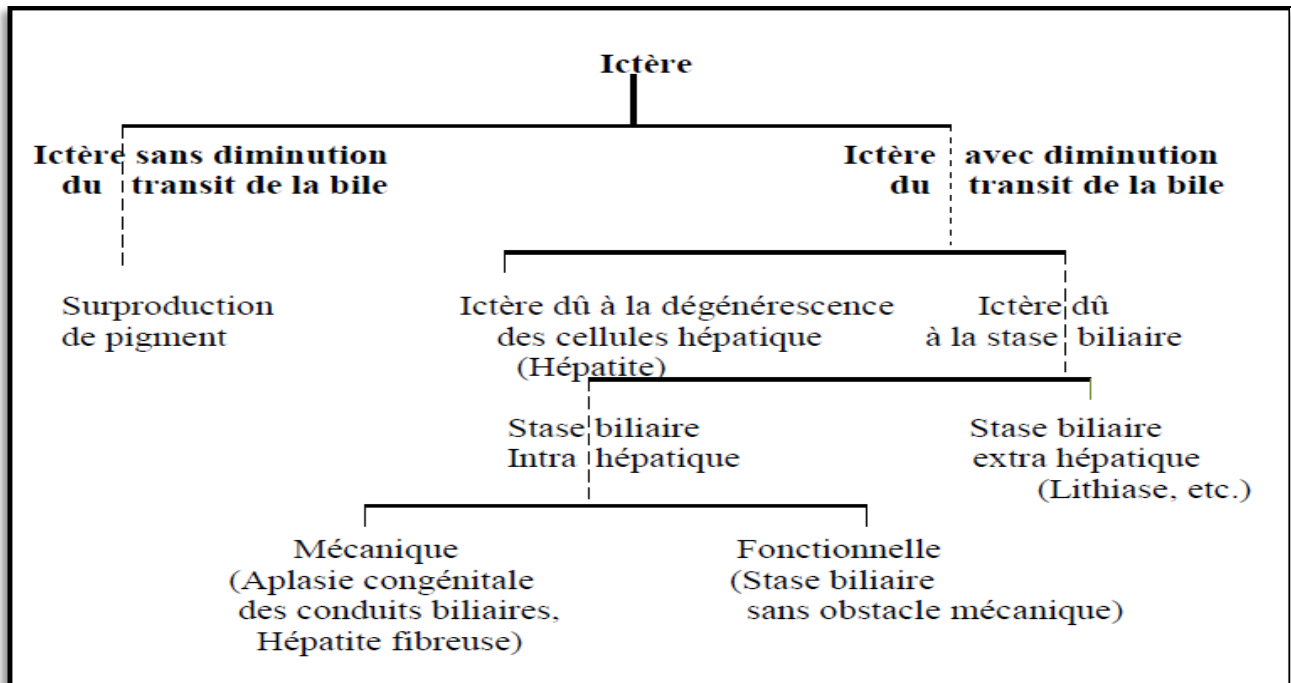 Ictère
Ictère sans diminution
du transit de la bile
Ictère avec diminution
du transit de la bile
Surproduction
de pigment
Ictère dû à la dégénérescence
des cellules hépatique
(Hépatite)
Ictère dû
à la stase biliaire
Stase biliaire
Intra hépatique
Stase biliaire
extra hépatique
(Lithiase, etc.)
Mécanique
(Aplasie congénitale
des conduits biliaires,
Hépatite fibreuse)
Fonctionnelle
(Stase biliaire
sans obstacle mécanique)